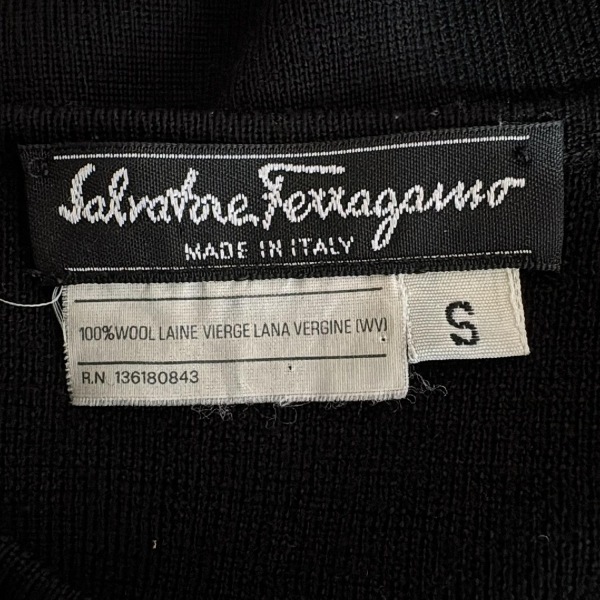 Salvatore Ferragamo
MADE IN ITALY
100% WOOL LAINE VIERGE LANA VERGINE (WV)
R.N 136180843
S